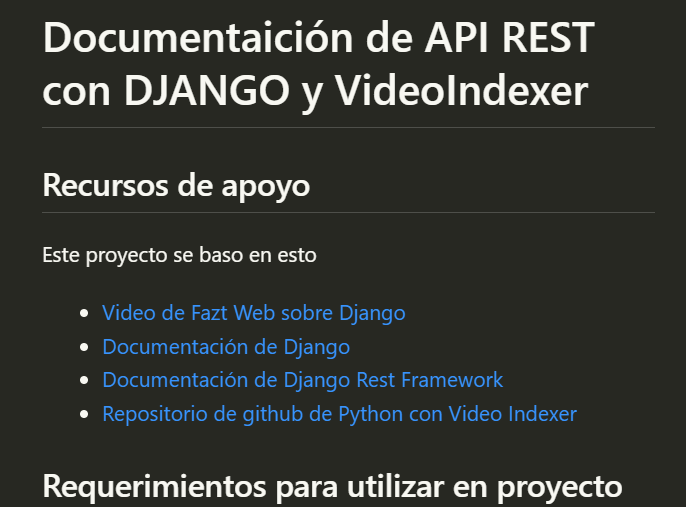 Documentaición de API REST
con DJANGO y VideoIndexer
Recursos de apoyo
Este proyecto se baso en esto
Video de Fazt Web sobre Django
Documentación de Django
Documentación de Django Rest Framework
Repositorio de github de Python con Video Indexer
Requerimientos para utilizar en proyecto